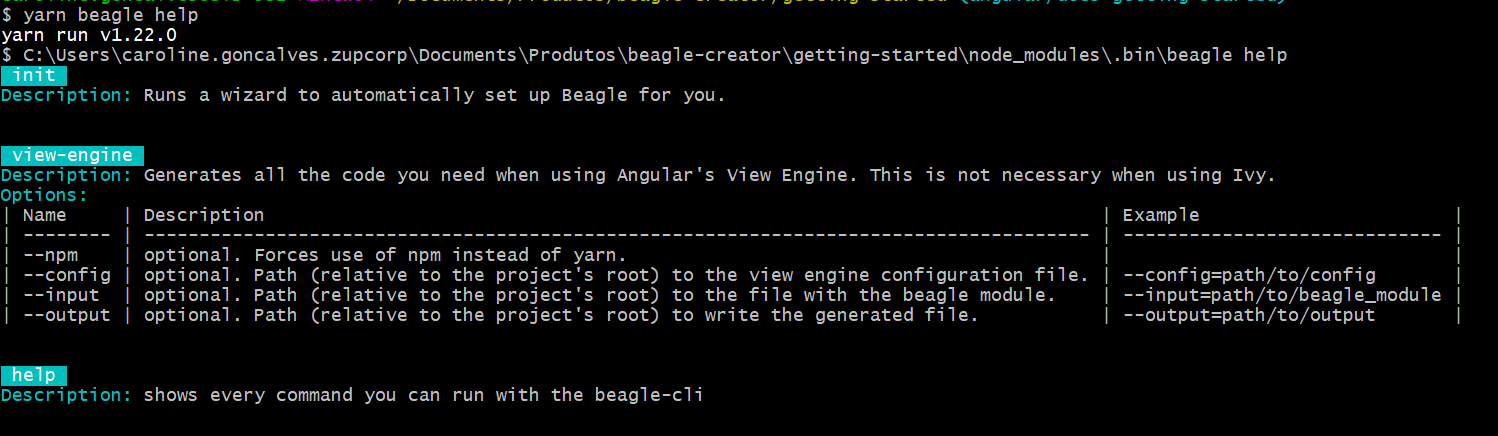 $ yarn beagle help
yarn run v1.22.0
$ C:\Users\caroline.goncalves.zupcorp\Documents\Produtos\beagle-creator\getting-started\node_modules\.bin\beagle help
init
Description: Runs a wizard to automatically set up Beagle for you.
view-engine
Description: Generates all the code you need when using Angular's View Engine. This is not necessary when using Ivy.
Options:
| Name     | Description                                                                            | Example                       |
| -------- | -------------------------------------------------------------------------------------- | ----------------------------- |
| --npm    | optional. Forces use of npm instead of yarn.                                           |                               |
| --config | optional. Path (relative to the project's root) to the view engine configuration file. | --config=path/to/config       |
| --input  | optional. Path (relative to the project's root) to the file with the beagle module.    | --input=path/to/beagle_module |
| --output | optional. Path (relative to the project's root) to write the generated file.           | --output=path/to/output       |
help
Description: shows every command you can run with the beagle-cli